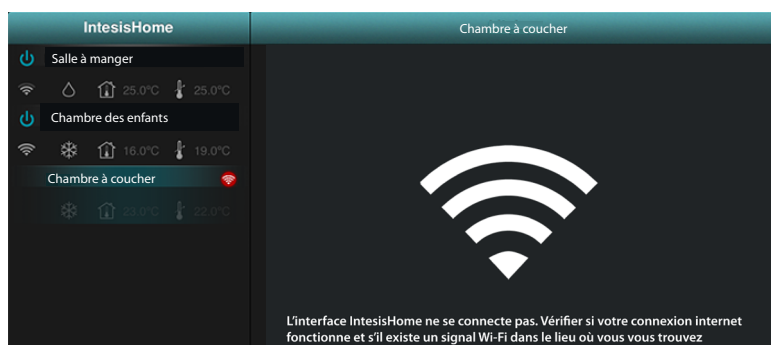 IntesisHome
Chambre à coucher
Salle à manger
25.0°C 25.0°C
Chambre des enfants
16.0°C 19.0°C
Chambre à coucher
23.0°C 22.0°C
L'interface IntesisHome ne se connecte pas. Vérifier si votre connexion internet
fonctionne et s'il existe un signal Wi-Fi dans le lieu où vous vous trouvez